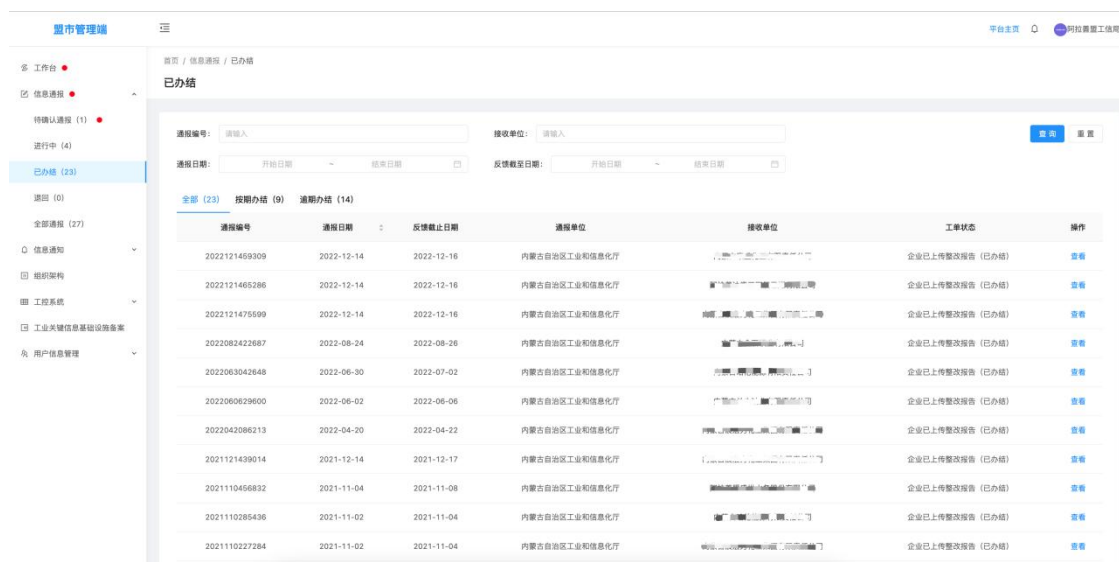 盟市管理端
平台主页
阿拉善盟工信局
工作台
信息通报
待确认通报（1）
进行中（4）
已办结（23）
退回（0）
全部通报（27）
信息通知
组织架构
工控系统
工业关键信息基础设施备案
用户信息管理
首页 / 信息通报 / 已办结
已办结
通报编号： 请输入 接收单位： 请输入 查询 重置
通报日期： 开始日期 ~ 结束日期 反馈截至日期： 开始日期 ~ 结束日期
全部（23） 按期办结（9） 逾期办结（14）
通报编号 通报日期 反馈截止日期 通报单位 接收单位 工单状态 操作
2022121459309 2022-12-14 2022-12-16 内蒙古自治区工业和信息化厅 企业已上传整改报告（已办结） 查看
2022121465286 2022-12-14 2022-12-16 内蒙古自治区工业和信息化厅 企业已上传整改报告（已办结） 查看
2022121475599 2022-12-14 2022-12-16 内蒙古自治区工业和信息化厅 企业已上传整改报告（已办结） 查看
2022082422687 2022-08-24 2022-08-26 内蒙古自治区工业和信息化厅 企业已上传整改报告（已办结） 查看
2022063042648 2022-06-30 2022-07-02 内蒙古自治区工业和信息化厅 企业已上传整改报告（已办结） 查看
2022060629600 2022-06-02 2022-06-06 内蒙古自治区工业和信息化厅 企业已上传整改报告（已办结） 查看
2022042086213 2022-04-20 2022-04-22 内蒙古自治区工业和信息化厅 企业已上传整改报告（已办结） 查看
2021121439014 2021-12-14 2021-12-17 内蒙古自治区工业和信息化厅 企业已上传整改报告（已办结） 查看
2021110456832 2021-11-04 2021-11-08 内蒙古自治区工业和信息化厅 企业已上传整改报告（已办结） 查看
2021110285436 2021-11-02 2021-11-04 内蒙古自治区工业和信息化厅 企业已上传整改报告（已办结） 查看
2021110227284 2021-11-02 2021-11-04 内蒙古自治区工业和信息化厅 企业已上传整改报告（已办结） 查看